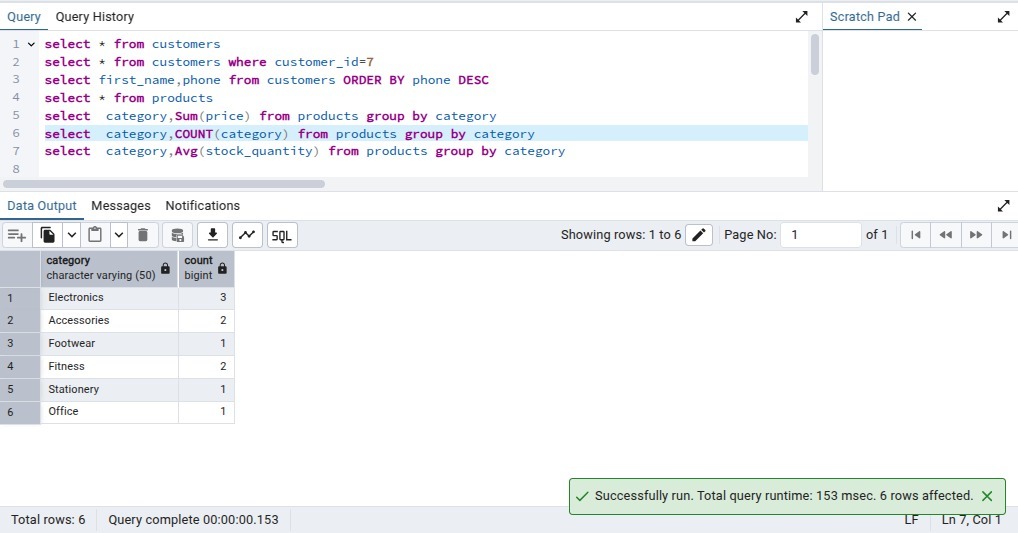 Query Query History
Scratch Pad
1 select * from customers
2 select * from customers where customer_id=7
3 select first_name,phone from customers ORDER BY phone DESC
4 select * from products
5 select  category,Sum(price) from products group by category
6 select  category,COUNT(category) from products group by category
7 select  category,Avg(stock_quantity) from products group by category
8
Data Output Messages Notifications
SQL Showing rows: 1 to 6 Page No: 1 of 1
category count
character varying (50) bigint
1 Electronics 3
2 Accessories 2
3 Footwear 1
4 Fitness 2
5 Stationery 1
6 Office 1
Successfully run. Total query runtime: 153 msec. 6 rows affected.
Total rows: 6 Query complete 00:00:00.153 LF Ln 7, Col 1